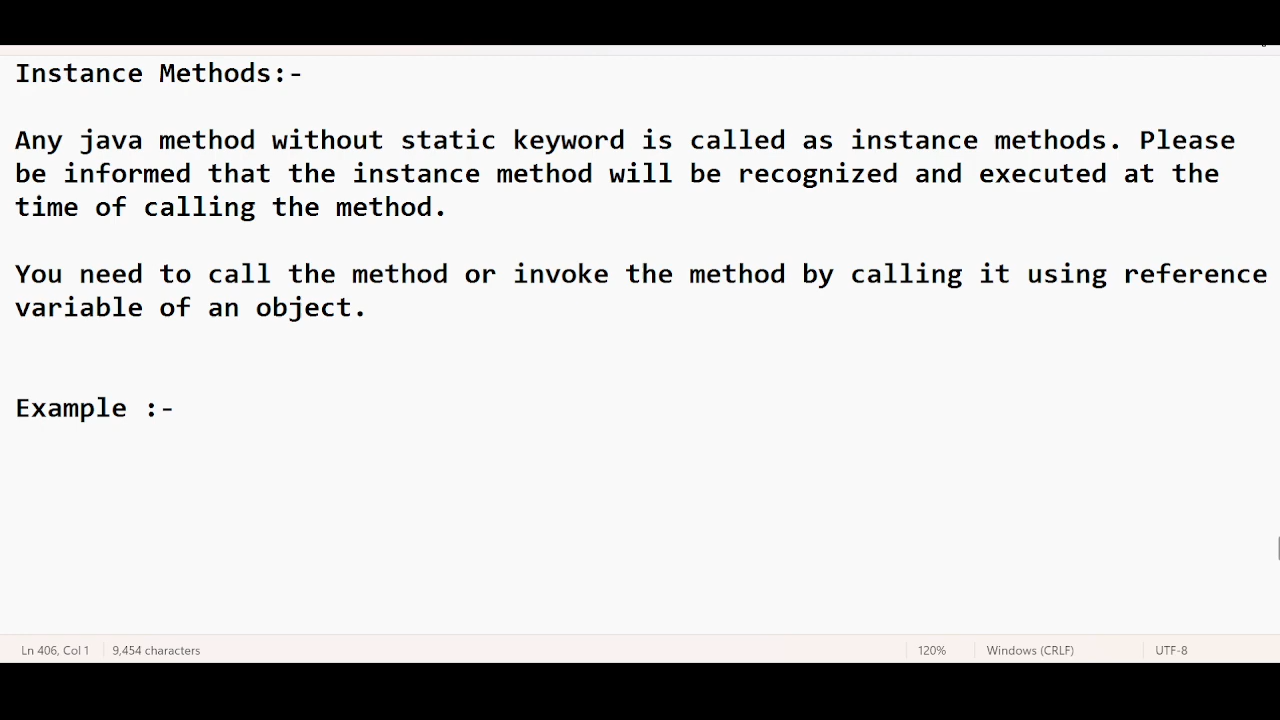 Instance Methods:-
Any java method without static keyword is called as instance methods. Please
be informed that the instance method will be recognized and executed at the
time of calling the method.
You need to call the method or invoke the method by calling it using reference
variable of an object.
Example :-
Ln 406, Col 1 9,454 characters 120% Windows (CRLF) UTF-8